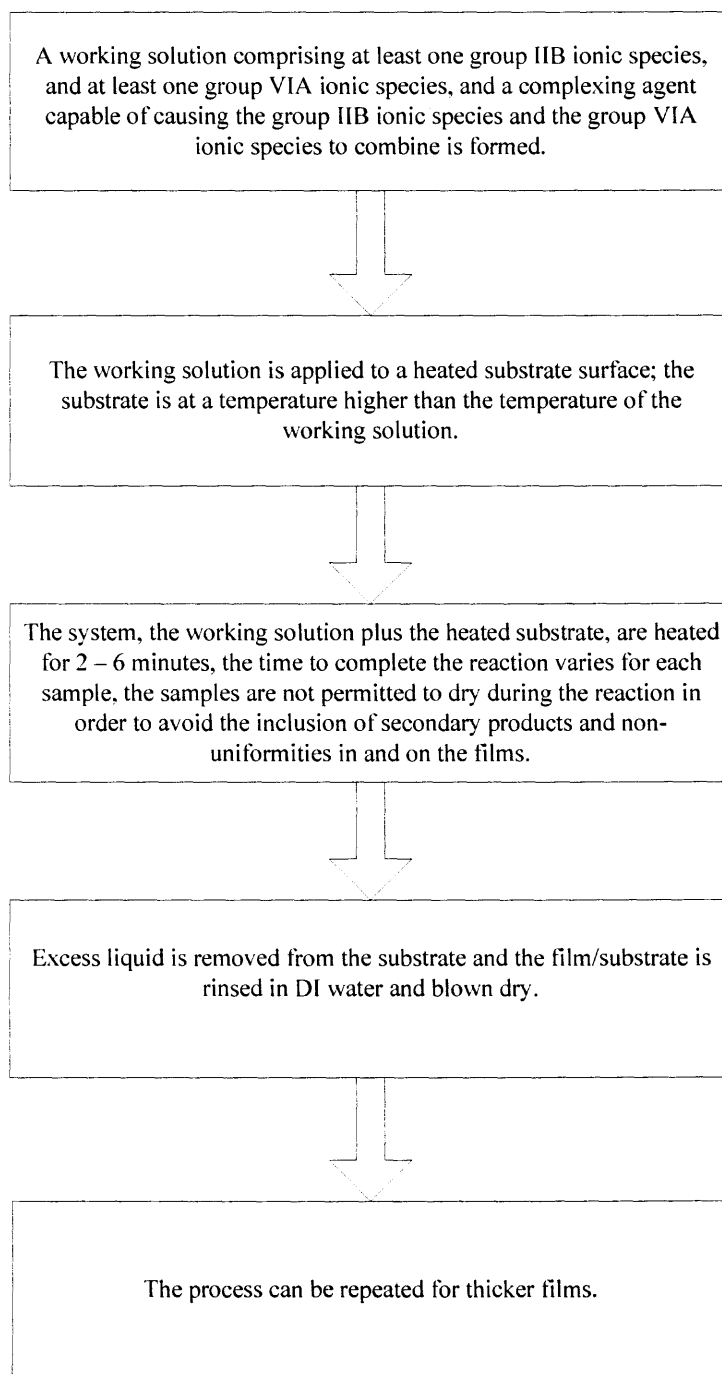 A working solution comprising at least one group IIB ionic species,
and at least one group VIA ionic species, and a complexing agent
capable of causing the group IIB ionic species and the group VIA
ionic species to combine is formed.
The working solution is applied to a heated substrate surface; the
substrate is at a temperature higher than the temperature of the
working solution.
The system, the working solution plus the heated substrate, are heated
for 2 – 6 minutes, the time to complete the reaction varies for each
sample, the samples are not permitted to dry during the reaction in
order to avoid the inclusion of secondary products and non-
uniformities in and on the films.
Excess liquid is removed from the substrate and the film/substrate is
rinsed in DI water and blown dry.
The process can be repeated for thicker films.